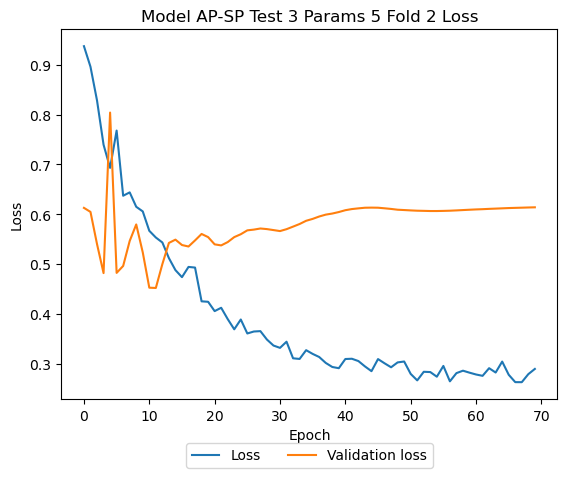 Model AP-SP Test 3 Params 5 Fold 2 Loss
Loss
0.9
0.8
0.7
0.6
0.5
0.4
0.3
0 10 20 30 40 50 60 70
Epoch
Loss Validation loss